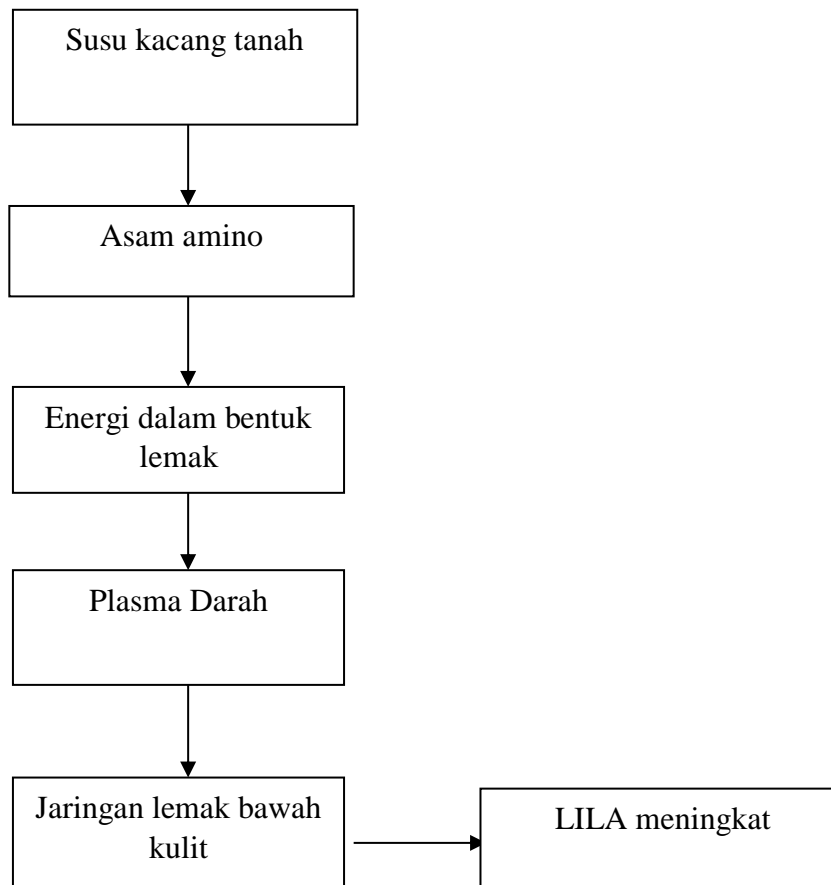 Susu kacang tanah
Asam amino
Energi dalam bentuk
lemak
Plasma Darah
Jaringan lemak bawah
kulit
LILA meningkat